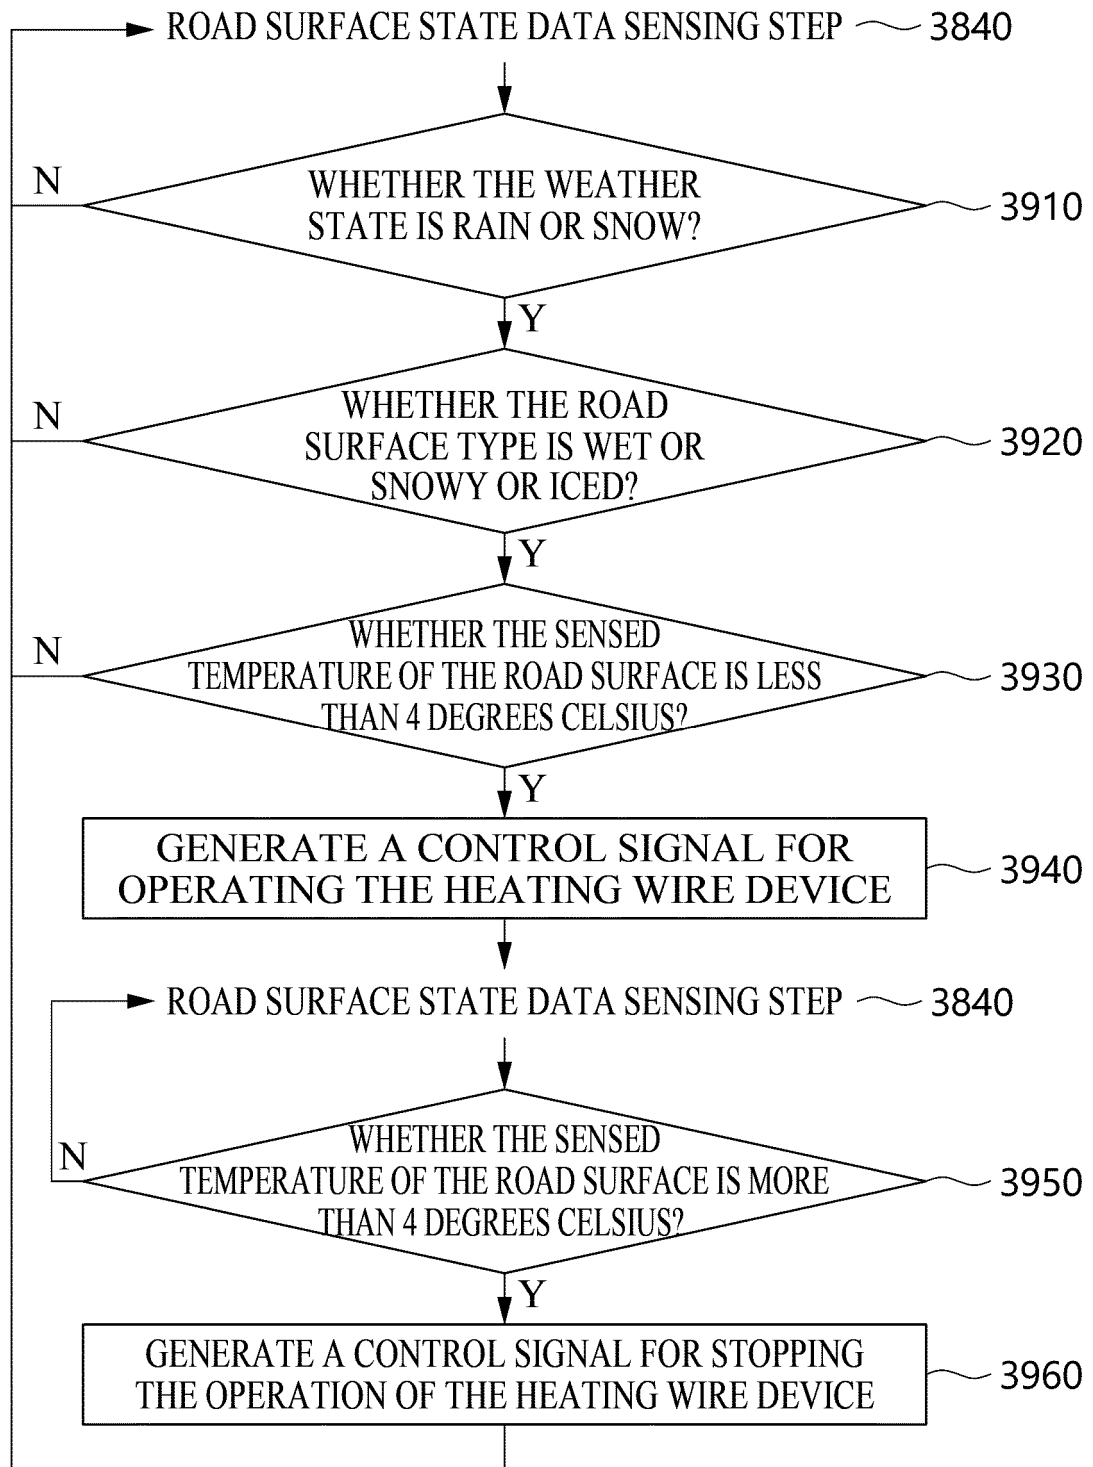 ROAD SURFACE STATE DATA SENSING STEP 3840
WHETHER THE WEATHER
STATE IS RAIN OR SNOW?
N
3910
Y
WHETHER THE ROAD
SURFACE TYPE IS WET OR
SNOWY OR ICED?
N
3920
Y
WHETHER THE SENSED
TEMPERATURE OF THE ROAD SURFACE IS LESS
THAN 4 DEGREES CELSIUS?
N
3930
Y
GENERATE A CONTROL SIGNAL FOR
OPERATING THE HEATING WIRE DEVICE
3940
ROAD SURFACE STATE DATA SENSING STEP 3840
WHETHER THE SENSED
TEMPERATURE OF THE ROAD SURFACE IS MORE
THAN 4 DEGREES CELSIUS?
N
3950
Y
GENERATE A CONTROL SIGNAL FOR STOPPING
THE OPERATION OF THE HEATING WIRE DEVICE
3960